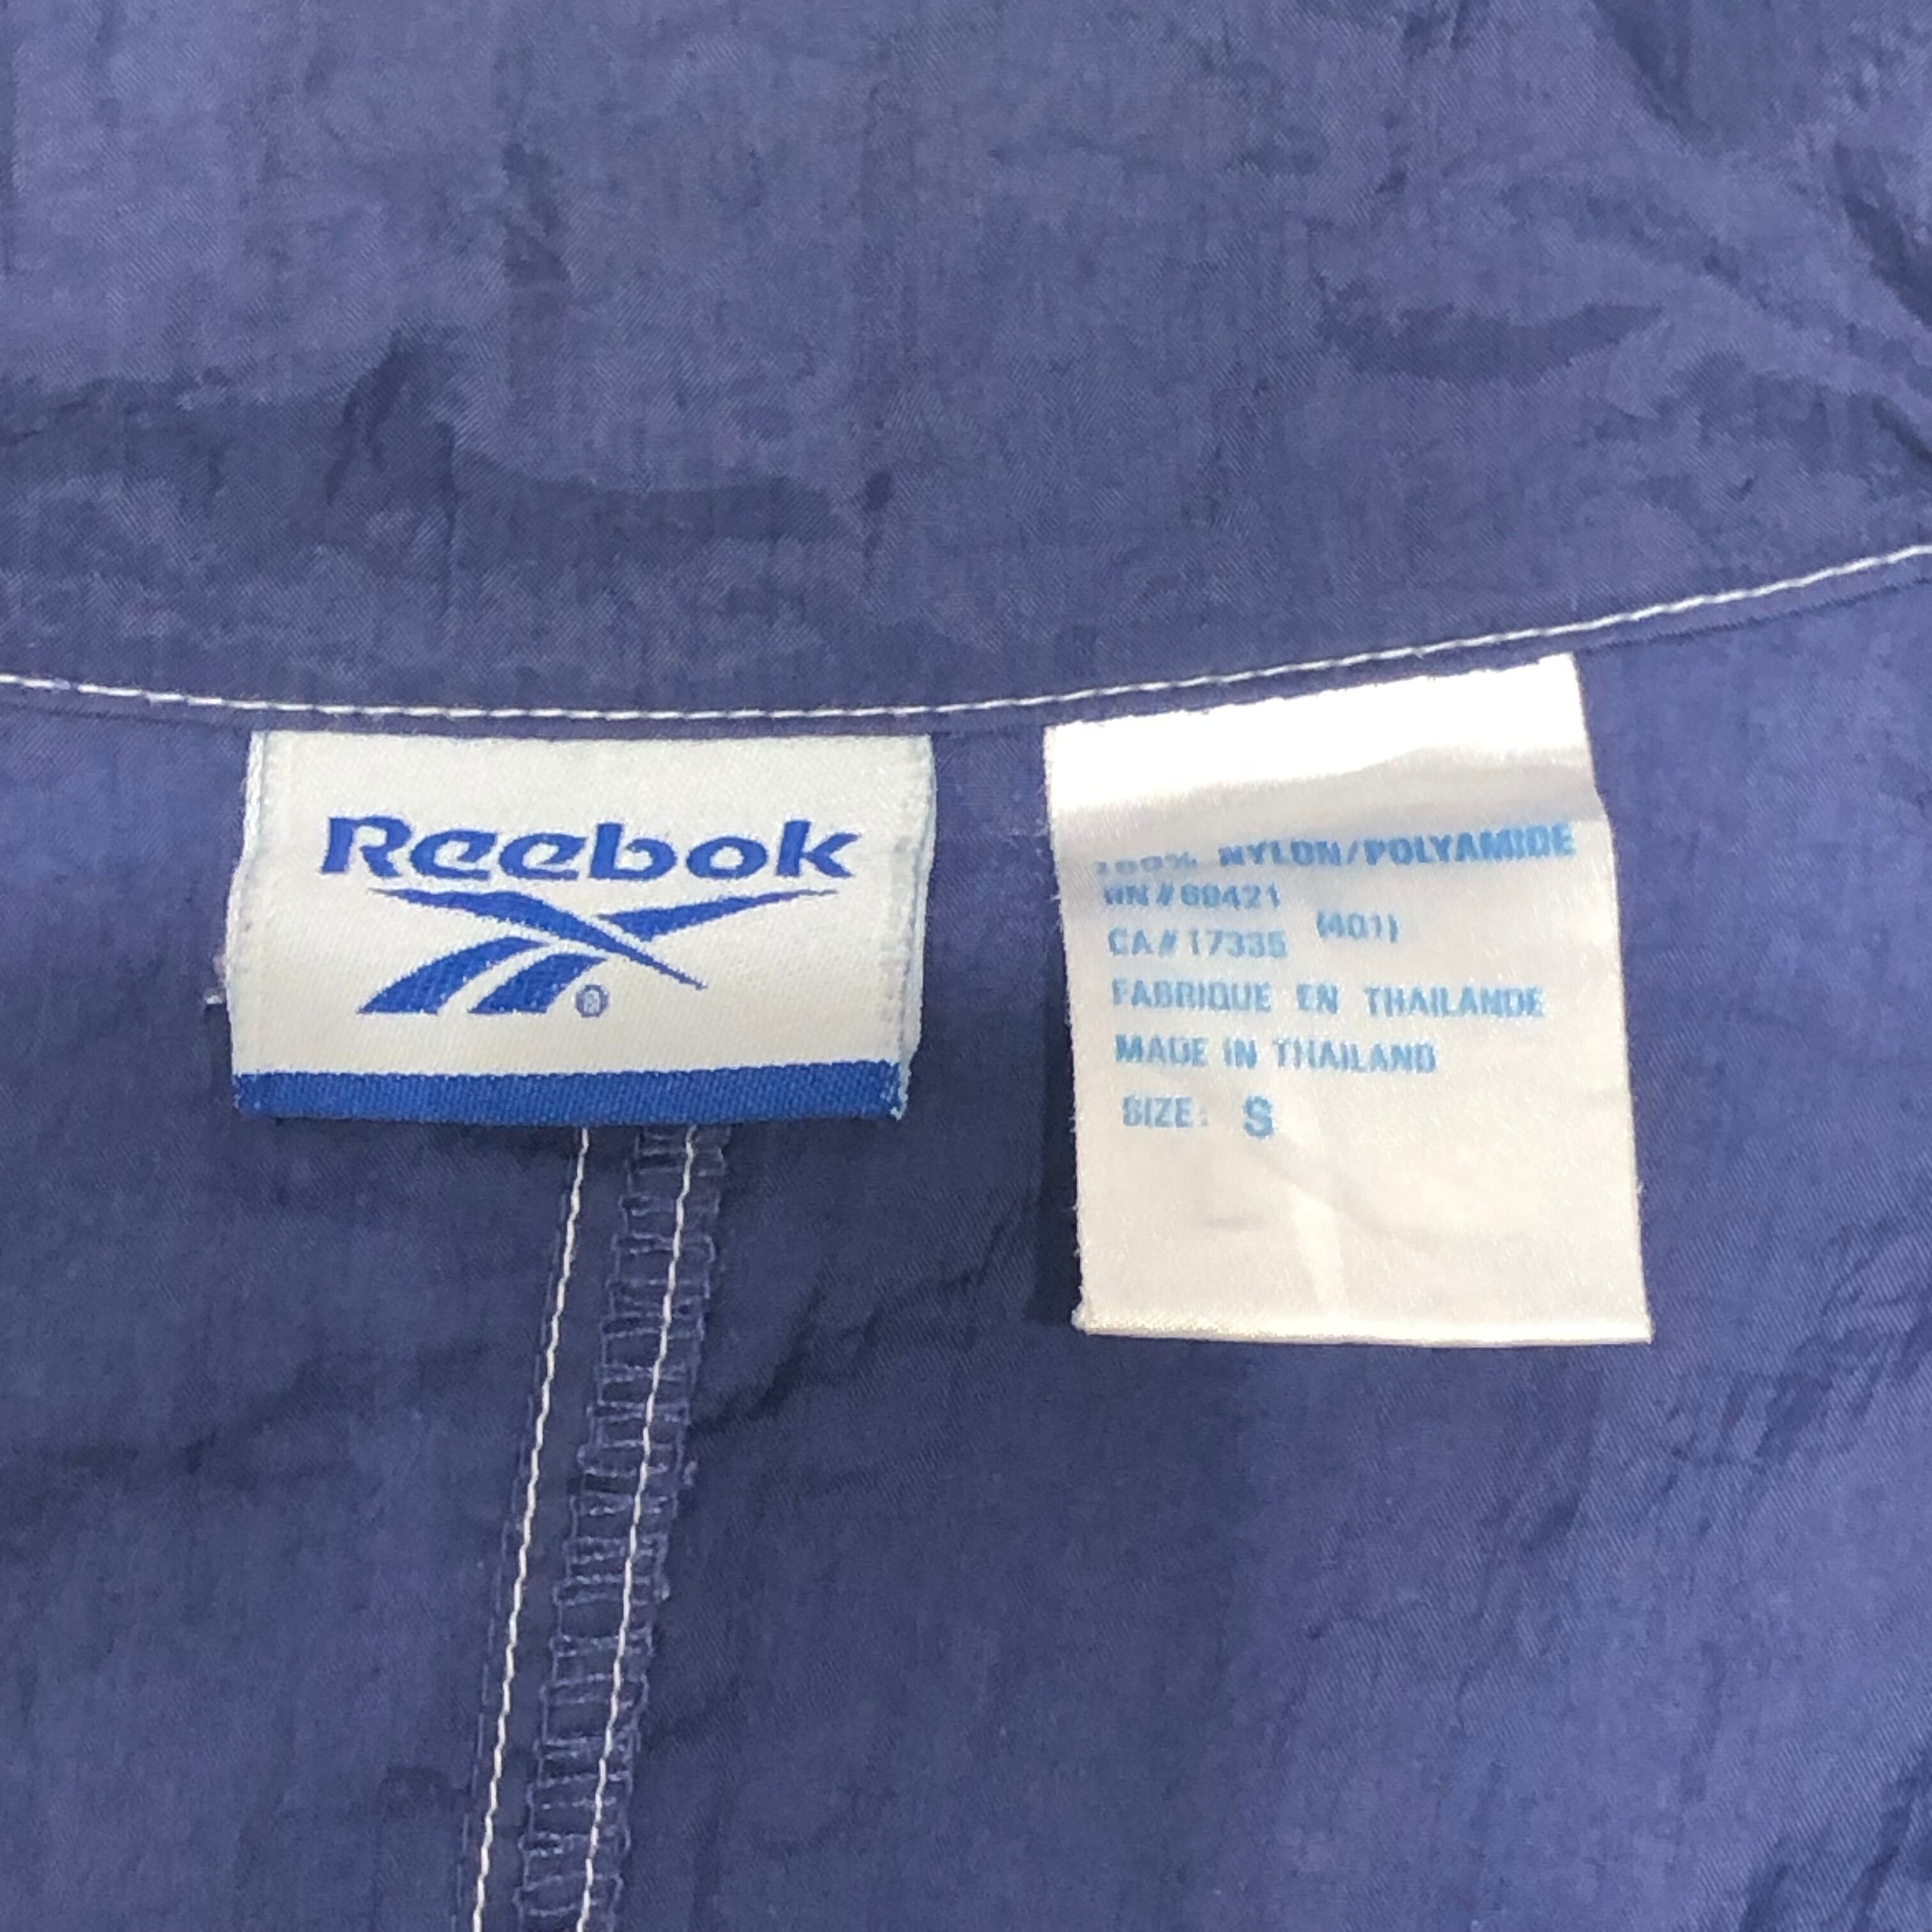 Reebok
®
100% NYLON/POLYAMIDE
RN#69421
(401)
CA#17335
FABRIQUE EN THAILANDE
MADE IN THAILAND
SIZE: S